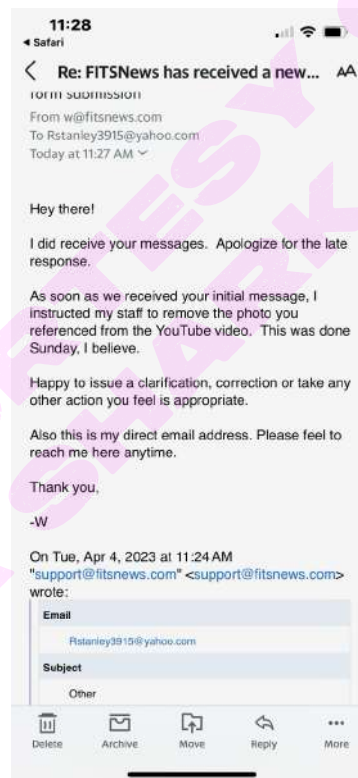 11:28
◄ Safari
Re: FITSNews has received a new... AA
form submission
From w@fitsnews.com
To Rstanley3915@yahoo.com
Today at 11:27 AM
Hey there!
I did receive your messages. Apologize for the late
response.
As soon as we received your initial message, I
instructed my staff to remove the photo you
referenced from the YouTube video. This was done
Sunday, I believe.
Happy to issue a clarification, correction or take any
other action you feel is appropriate.
Also this is my direct email address. Please feel to
reach me here anytime.
Thank you,
-W
On Tue, Apr 4, 2023 at 11:24 AM
"support@fitsnews.com" <support@fitsnews.com>
wrote:
Email
Rstanley3915@yahoo.com
Subject
Other
Delete Archive Move Reply More